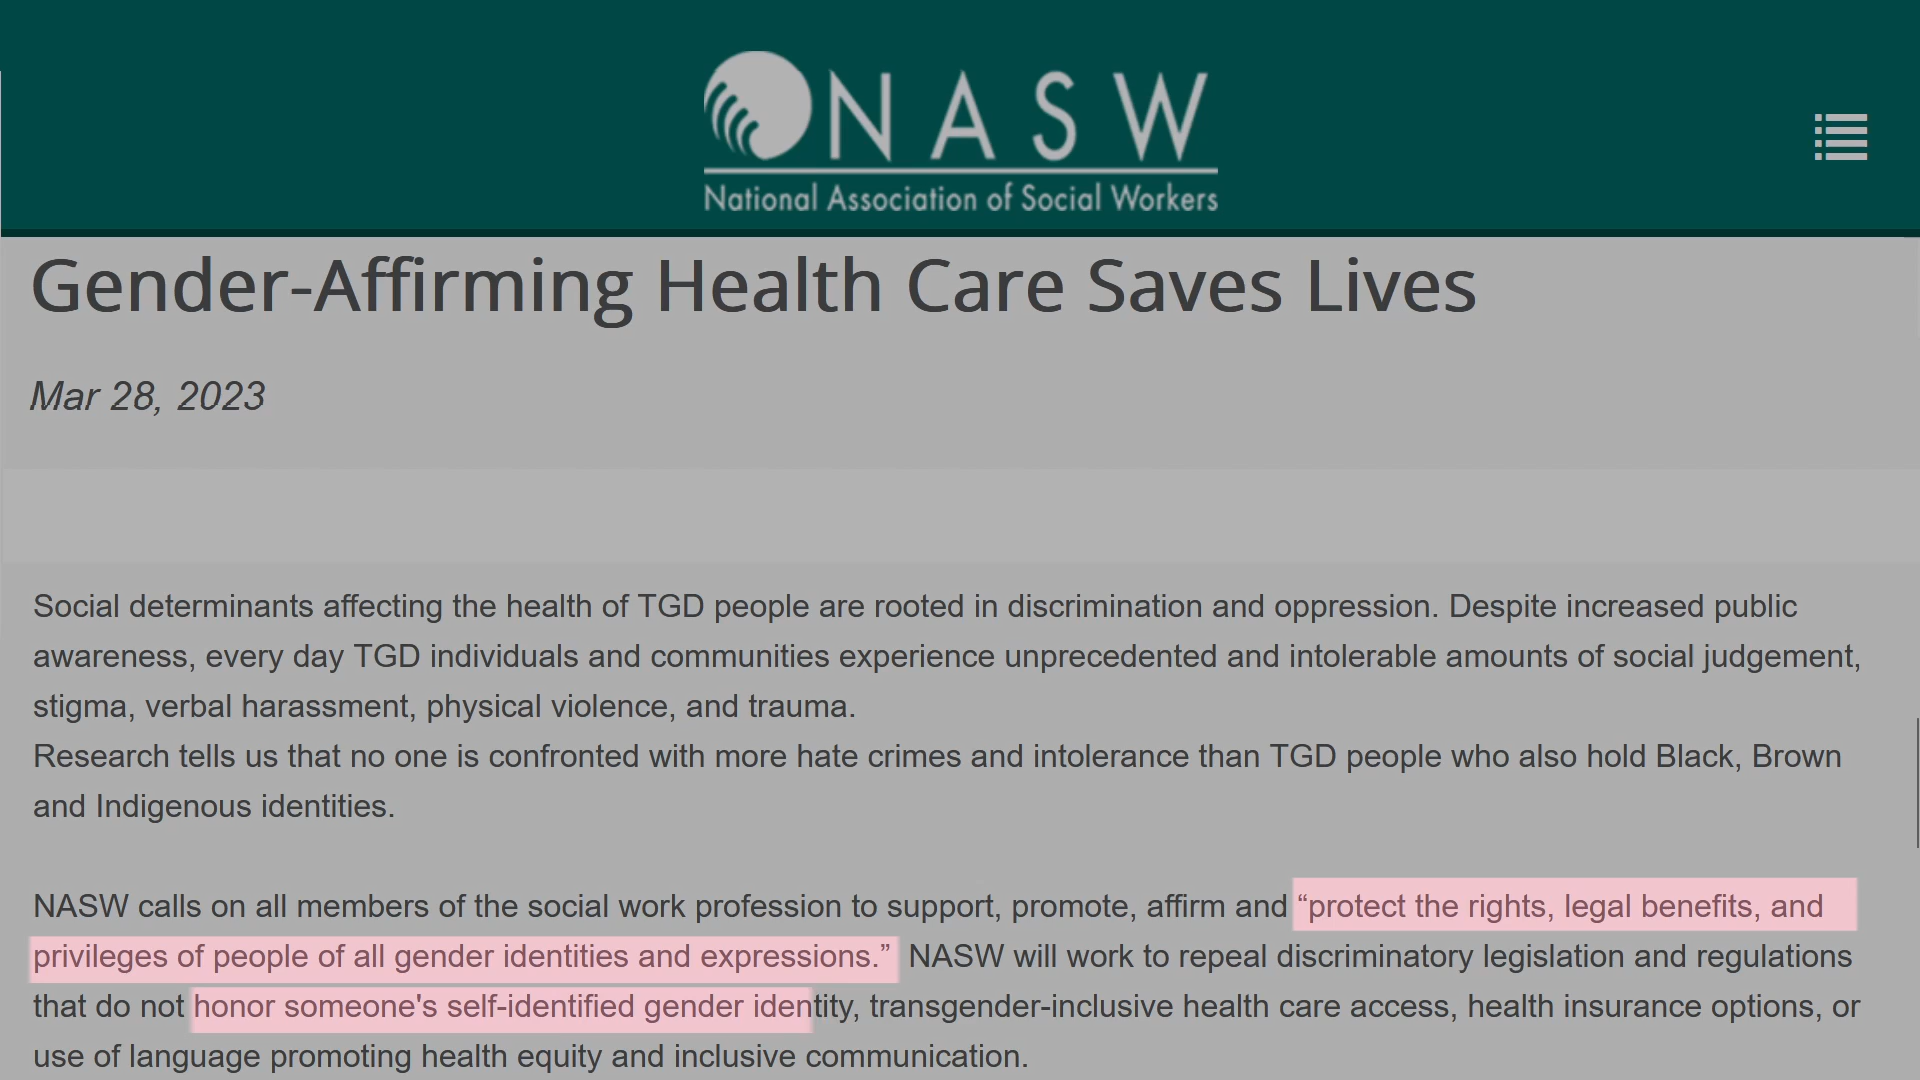 NASW
National Association of Social Workers
Gender-Affirming Health Care Saves Lives
Mar 28, 2023
Social determinants affecting the health of TGD people are rooted in discrimination and oppression. Despite increased public
awareness, every day TGD individuals and communities experience unprecedented and intolerable amounts of social judgement,
stigma, verbal harassment, physical violence, and trauma.
Research tells us that no one is confronted with more hate crimes and intolerance than TGD people who also hold Black, Brown
and Indigenous identities.
NASW calls on all members of the social work profession to support, promote, affirm and “protect the rights, legal benefits, and
privileges of people of all gender identities and expressions.” NASW will work to repeal discriminatory legislation and regulations
that do not honor someone's self-identified gender identity, transgender-inclusive health care access, health insurance options, or
use of language promoting health equity and inclusive communication.